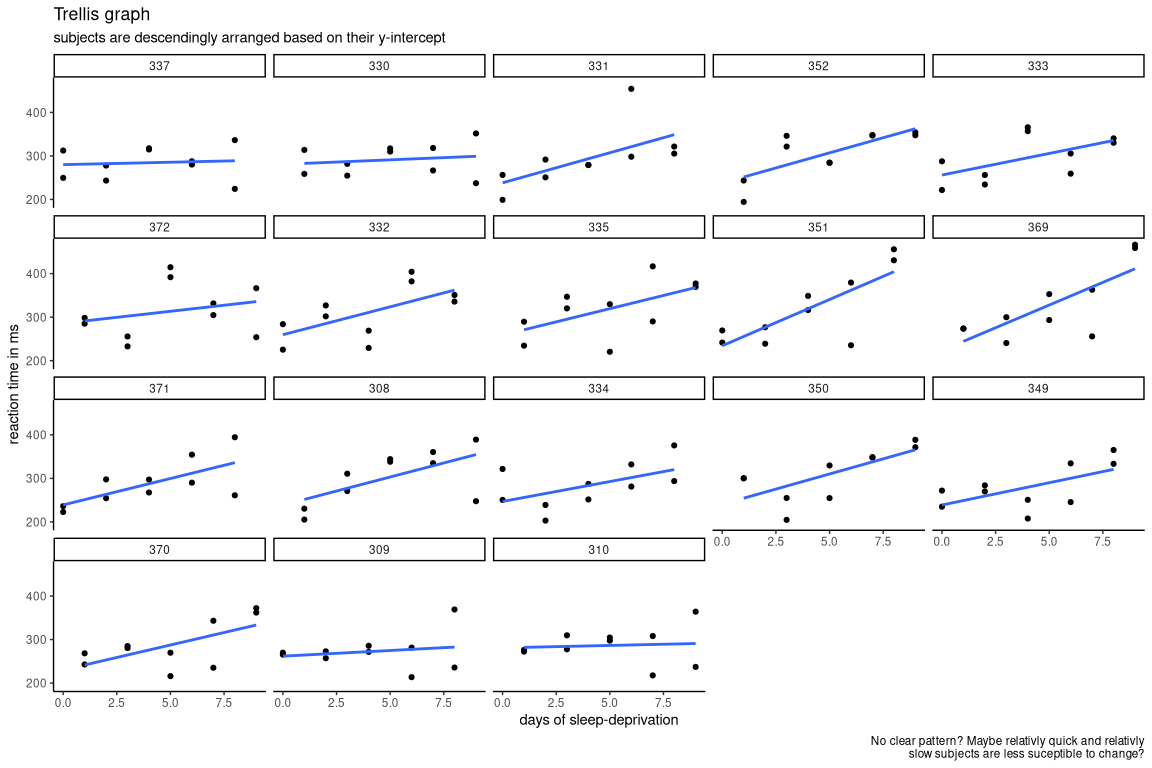 Trellis graph
subjects are descendingly arranged based on their y-intercept
337 330 331 352 333
400
300
200
372 332 335 351 369
400
300
200
reaction time in ms
371 308 334 350 349
400
300
200
0.0 2.5 5.0 7.5 0.0 2.5 5.0 7.5
370 309 310
400
300
200
0.0 2.5 5.0 7.5 0.0 2.5 5.0 7.5 0.0 2.5 5.0 7.5
days of sleep-deprivation
No clear pattern? Maybe relativly quick and relativly
slow subjects are less suceptible to change?